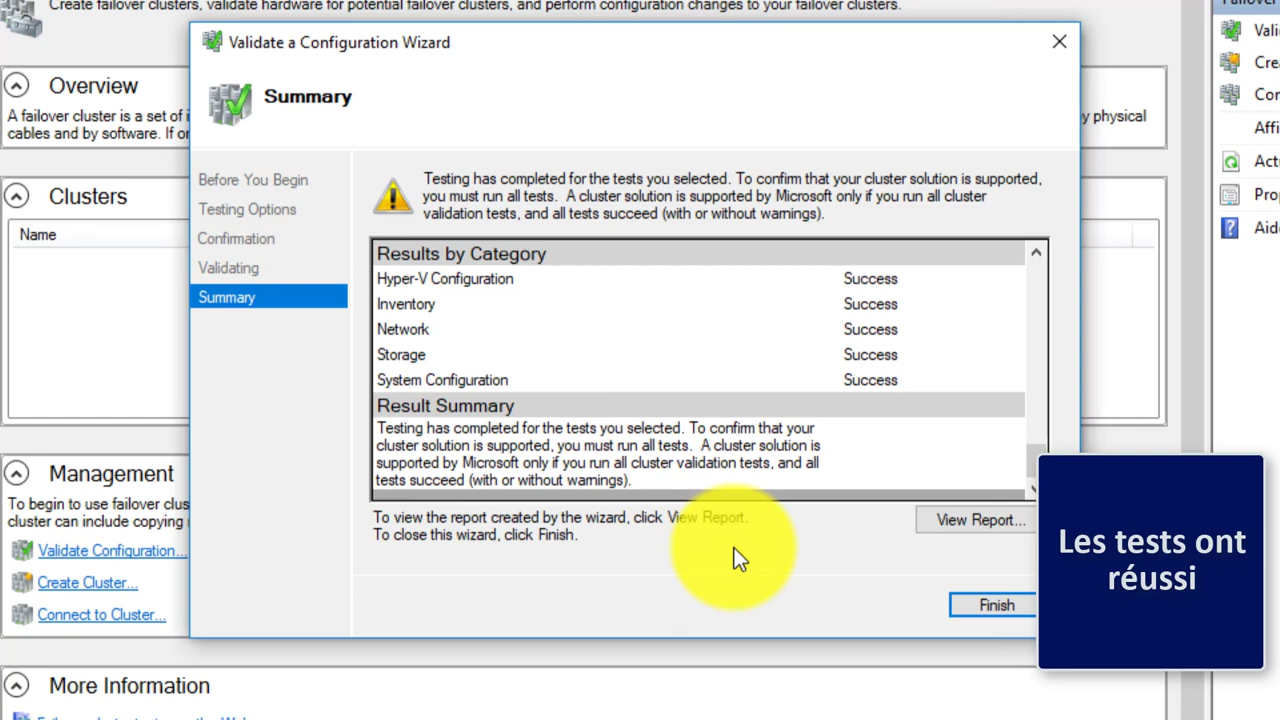 Create failover clusters, validate hardware for potential failover clusters, and perform configuration changes to your failover clusters.
Validate a Configuration Wizard
Summary
Overview
A failover cluster is a set of
by physical
cables and by software. If
Clusters
Name
Before You Begin
Testing Options
Confirmation
Validating
Summary
Testing has completed for the tests you selected. To confirm that your cluster solution is supported,
you must run all tests.  A cluster solution is supported by Microsoft only if you run all cluster
validation tests, and all tests succeed (with or without warnings).
Results by Category
Hyper-V Configuration Success
Inventory Success
Network Success
Storage Success
System Configuration Success
Result Summary
Testing has completed for the tests you selected. To confirm that your
cluster solution is supported, you must run all tests.  A cluster solution is
supported by Microsoft only if you run all cluster validation tests, and all
tests succeed (with or without warnings).
To view the report created by the wizard, click View Report.
To close this wizard, click Finish.
View Report...
Finish
Management
To begin to use failover clus
cluster can include copying
Validate Configuration...
Create Cluster...
Connect to Cluster...
More Information
Vali
Cre
Con
Affi
Act
Prop
Aide
Les tests ont
réussi